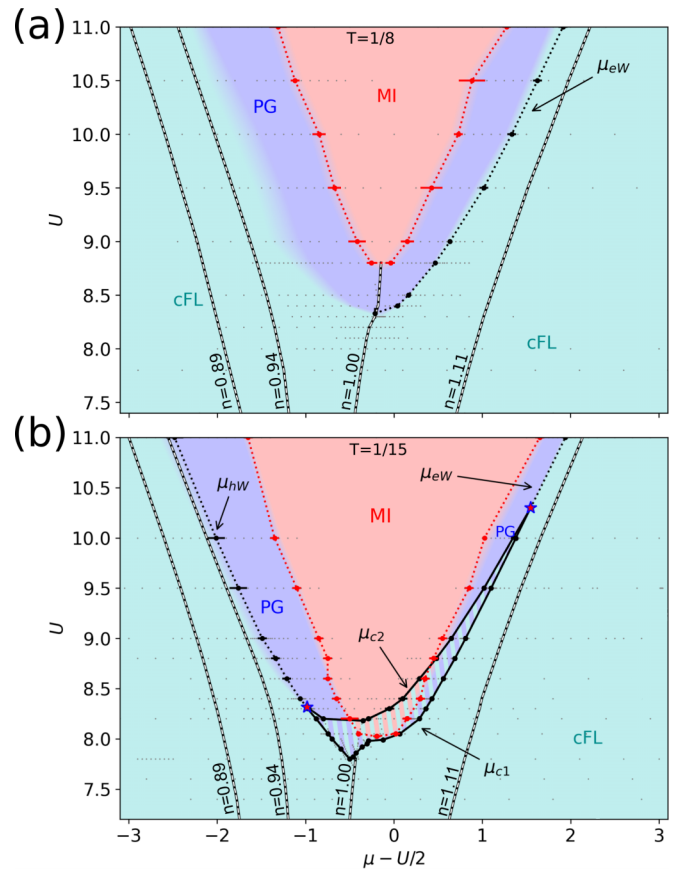 (a)
11.0
10.5
10.0
9.5
9.0
8.5
8.0
7.5
U
T=1/8
MI
PG
μeW
cFL
cFL
n=0.89
n=0.94
n=1.00
n=1.11
(b)
11.0
10.5
10.0
9.5
9.0
8.5
8.0
7.5
U
T=1/15
μhW
μeW
MI
PG
PG
μc2
μc1
cFL
n=0.89
n=0.94
n=1.00
n=1.11
−3 −2 −1 0 1 2 3
μ − U/2